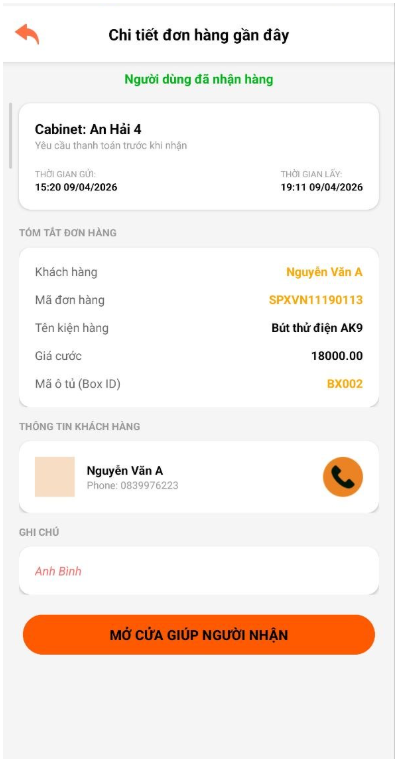 Chi tiết đơn hàng gần đây
Người dùng đã nhận hàng
Cabinet: An Hải 4
Yêu cầu thanh toán trước khi nhận
THỜI GIAN GỬI: THỜI GIAN LẤY:
15:20 09/04/2026 19:11 09/04/2026
TÓM TẮT ĐƠN HÀNG
Khách hàng Nguyễn Văn A
Mã đơn hàng SPXVN11190113
Tên kiện hàng Bút thử điện AK9
Giá cước 18000.00
Mã ô tủ (Box ID) BX002
THÔNG TIN KHÁCH HÀNG
Nguyễn Văn A
Phone: 0839976223
GHI CHÚ
Anh Bình
MỞ CỬA GIÚP NGƯỜI NHẬN